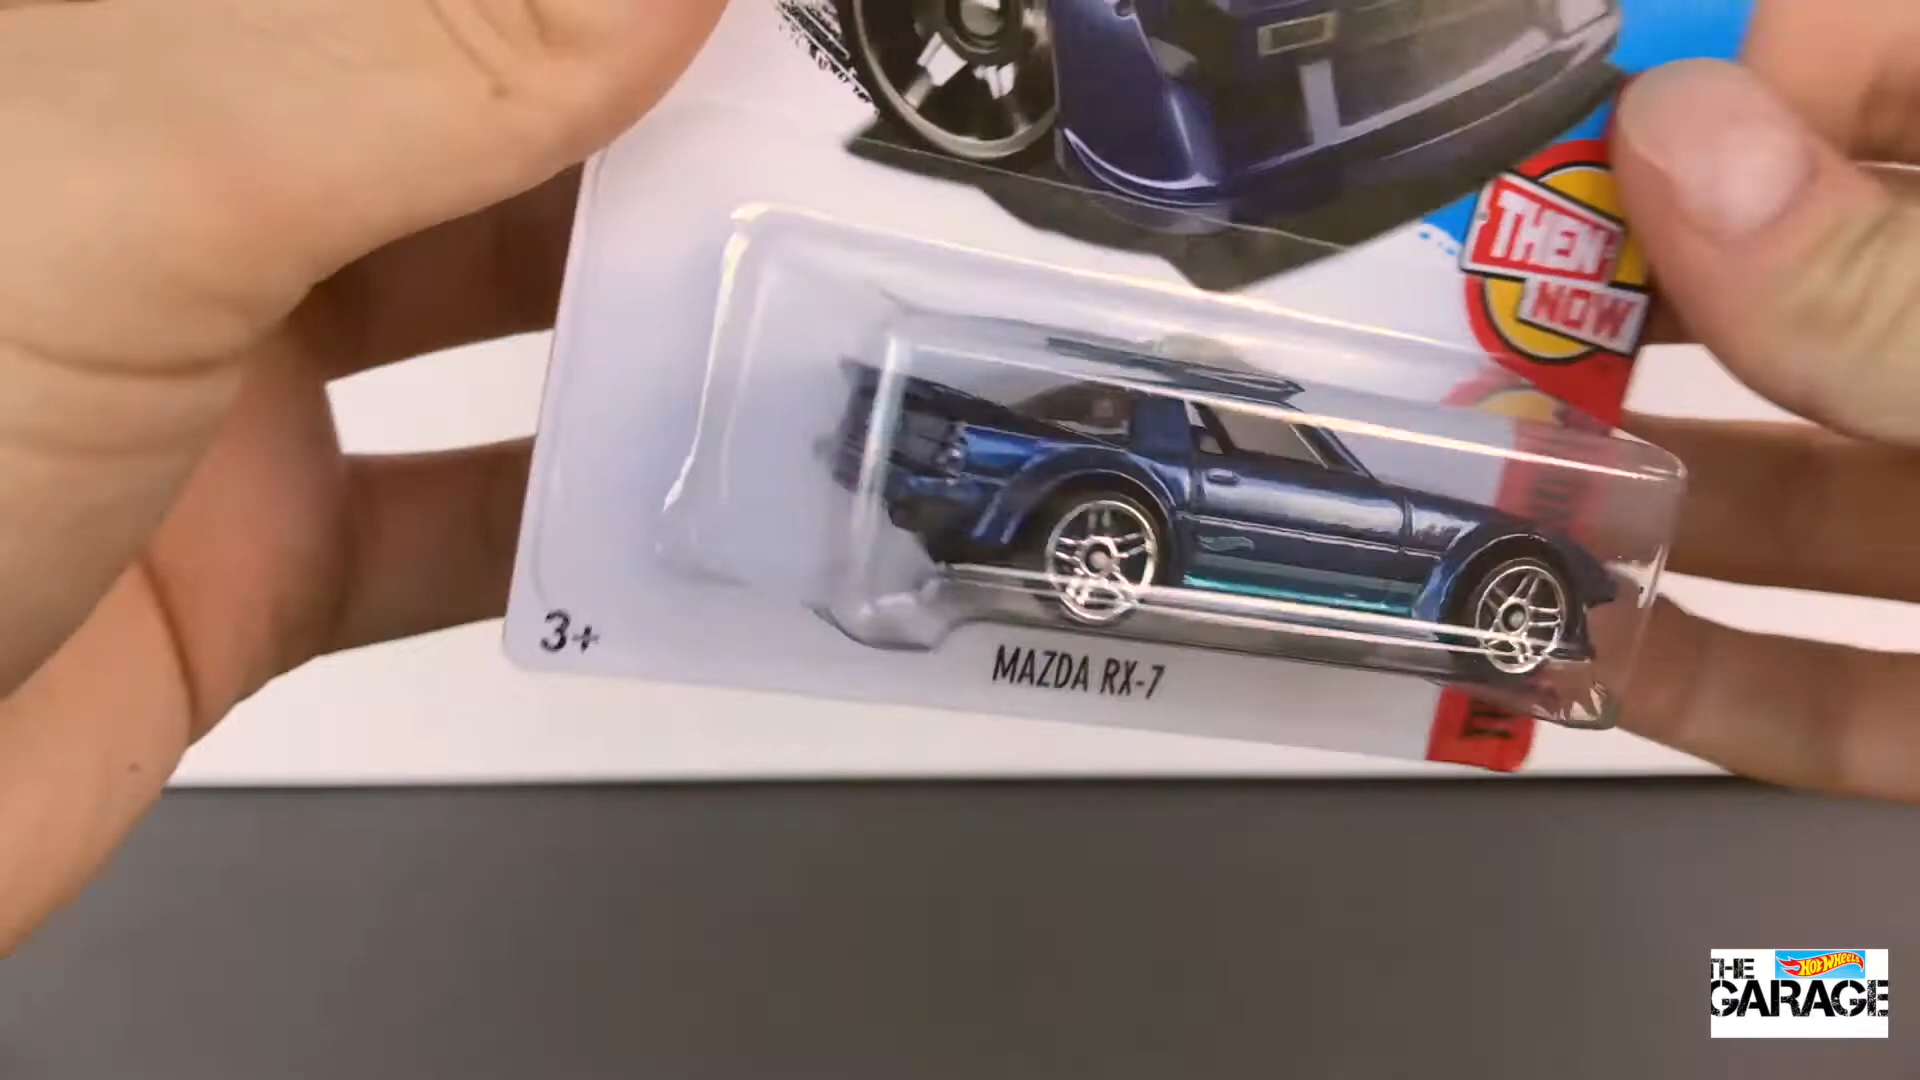 THEN
NOW
3+
MAZDA RX-7
THE
Hot Wheels
GARAGE